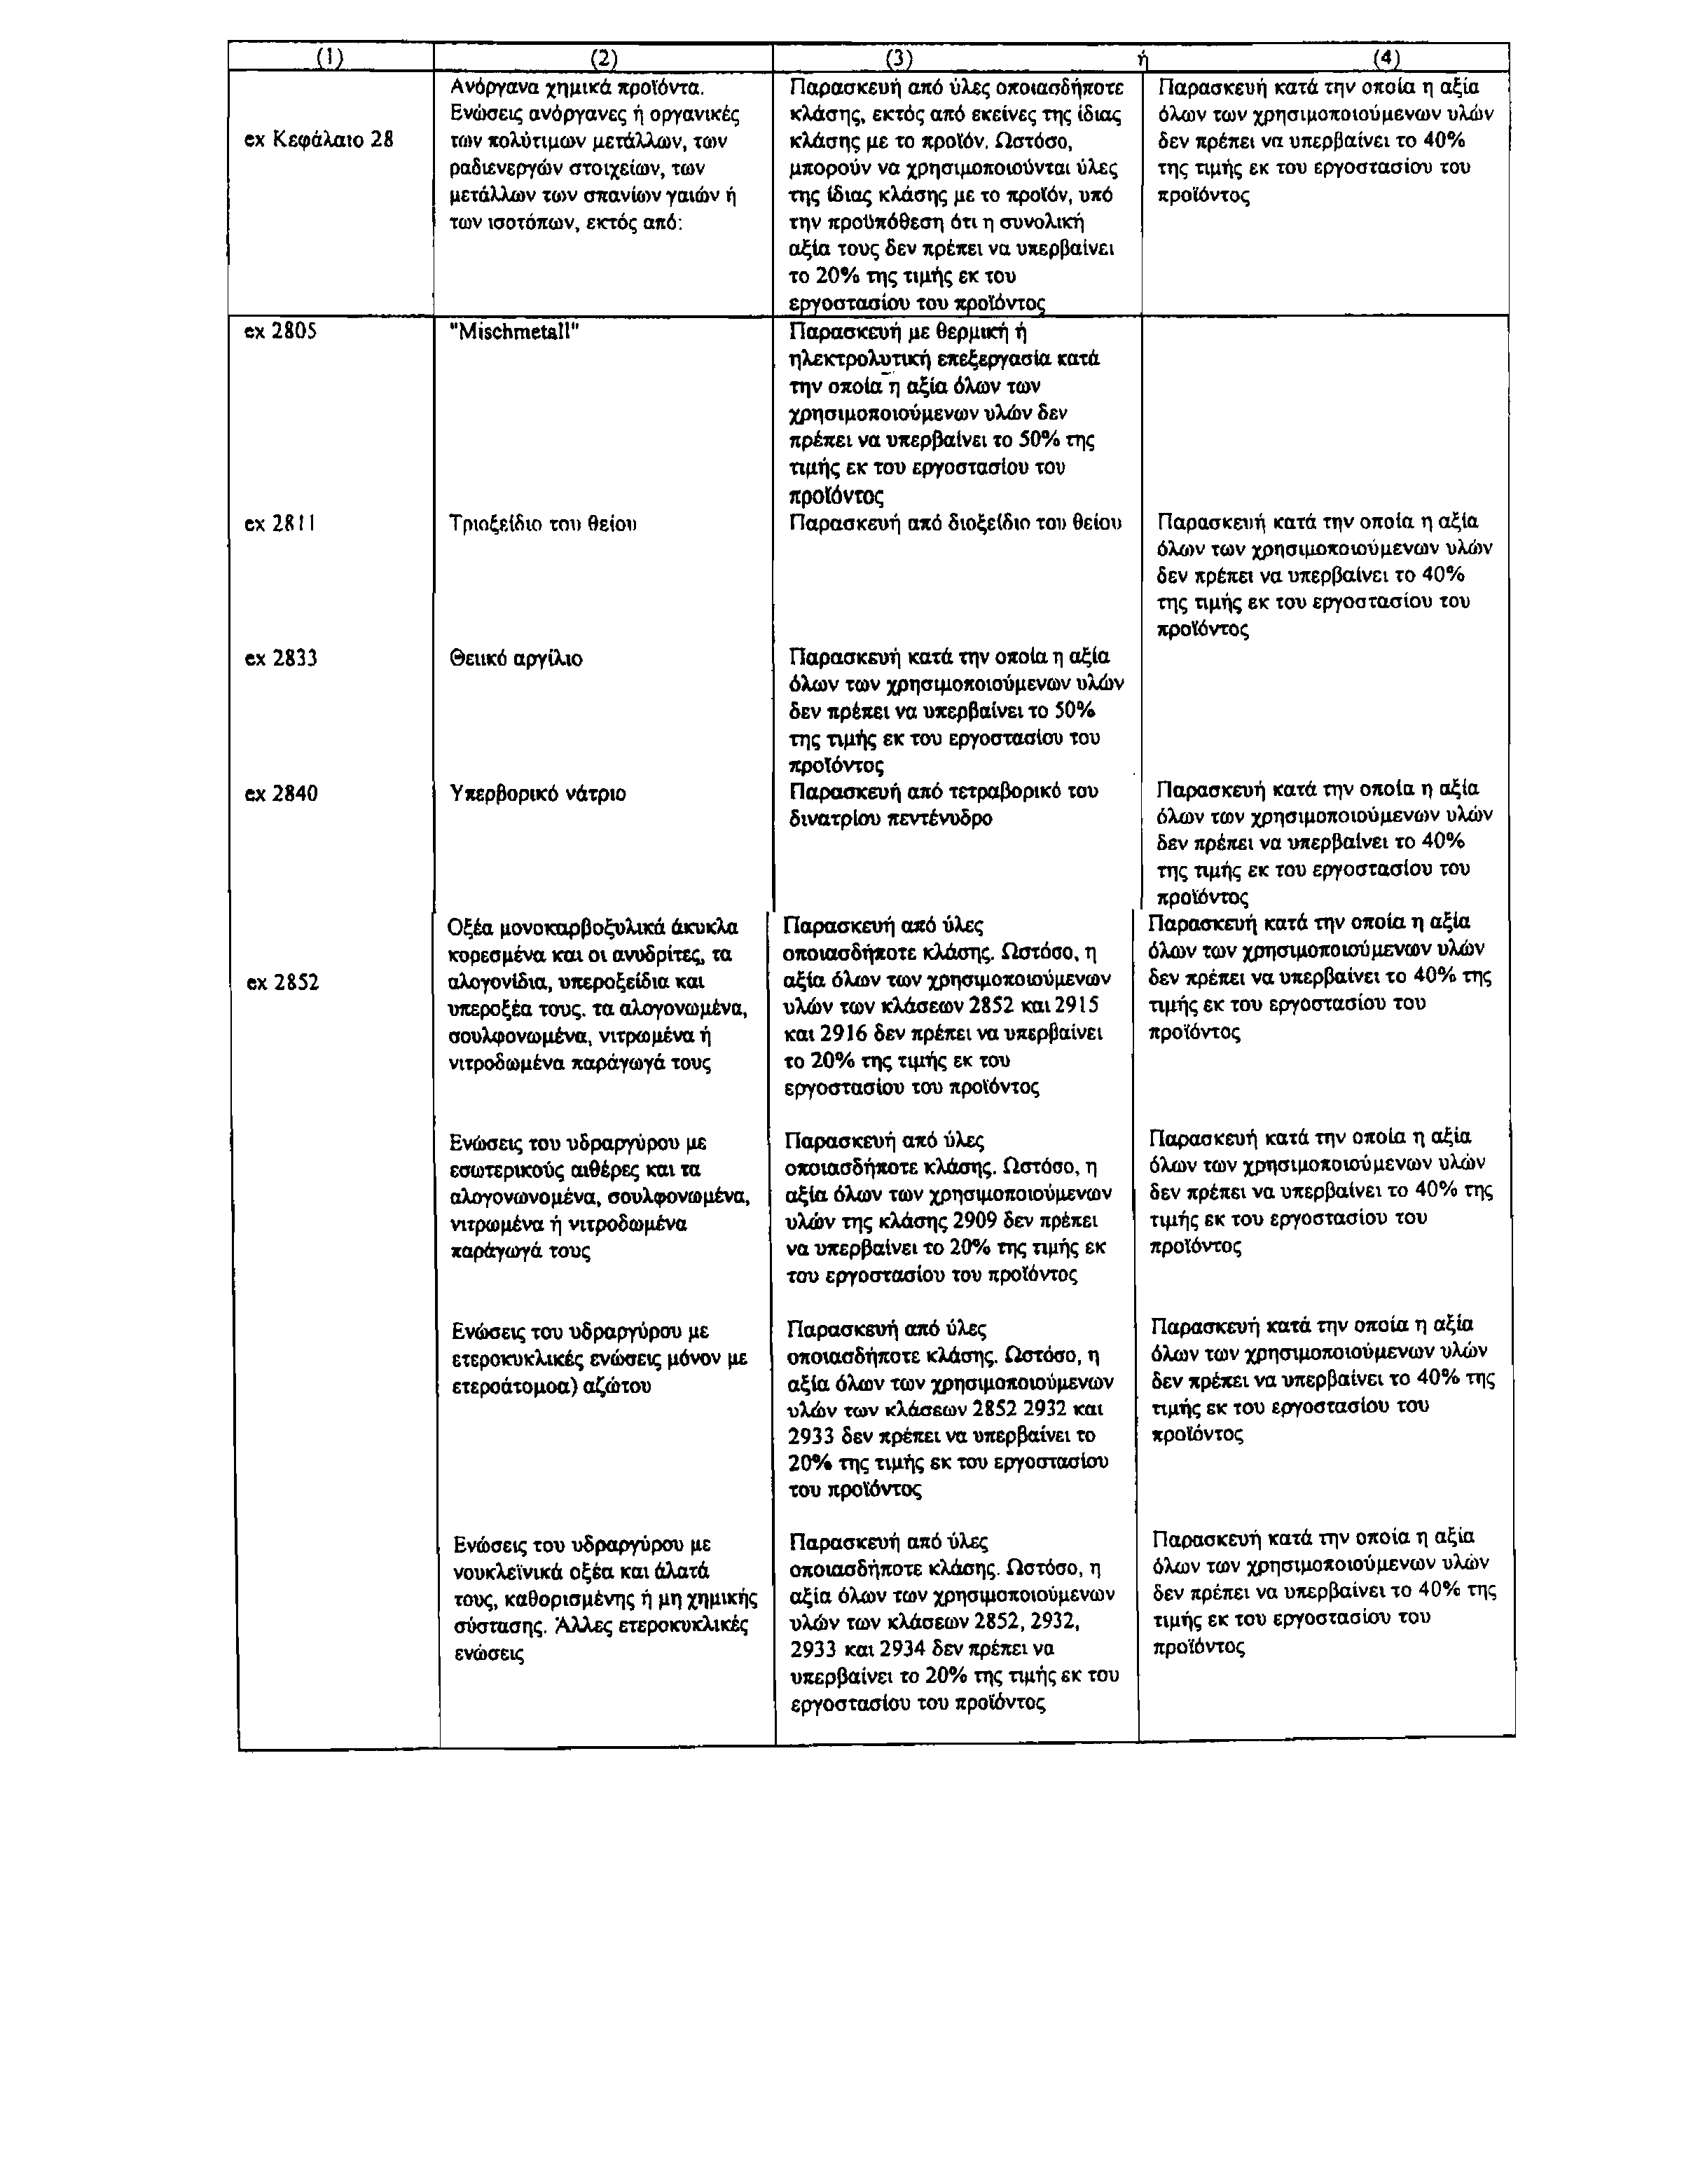 (1) (2) (3) ή (4)
ex Κεφάλαιο 28
Ανόργανα χημικά προϊόντα.
Ενώσεις ανόργανες ή οργανικές
των πολύτιμων μετάλλων, των
ραδιενεργών στοιχείων, των
μετάλλων των σπανίων γαιών ή
των ισοτόπων, εκτός από:
Παρασκευή από ύλες οποιασδήποτε
κλάσης, εκτός από εκείνες της ίδιας
κλάσης με το προϊόν. Ωστόσο,
μπορούν να χρησιμοποιούνται ύλες
της ίδιας κλάσης με το προϊόν, υπό
την προϋπόθεση ότι η συνολική
αξία τους δεν πρέπει να υπερβαίνει
το 20% της τιμής εκ του
εργοστασίου του προϊόντος
Παρασκευή κατά την οποία η αξία
όλων των χρησιμοποιούμενων υλών
δεν πρέπει να υπερβαίνει το 40%
της τιμής εκ του εργοστασίου του
προϊόντος
ex 2805
"Mischmetall"
Παρασκευή με θερμική ή
ηλεκτρολυτική επεξεργασία κατά
την οποία η αξία όλων των
χρησιμοποιούμενων υλών δεν
πρέπει να υπερβαίνει το 50% της
τιμής εκ του εργοστασίου του
προϊόντος
ex 2811
Τριοξείδιο του θείου
Παρασκευή από διοξείδιο του θείου
Παρασκευή κατά την οποία η αξία
όλων των χρησιμοποιούμενων υλών
δεν πρέπει να υπερβαίνει το 40%
της τιμής εκ του εργοστασίου του
προϊόντος
ex 2833
Θειικό αργίλιο
Παρασκευή κατά την οποία η αξία
όλων των χρησιμοποιούμενων υλών
δεν πρέπει να υπερβαίνει το 50%
της τιμής εκ του εργοστασίου του
προϊόντος
ex 2840
Υπερβορικό νάτριο
Παρασκευή από τετραβορικό του
δινατρίου πεντένυδρο
Παρασκευή κατά την οποία η αξία
όλων των χρησιμοποιούμενων υλών
δεν πρέπει να υπερβαίνει το 40%
της τιμής εκ του εργοστασίου του
προϊόντος
ex 2852
Οξέα μονοκαρβοξυλικά άκυκλα
κορεσμένα και οι ανυδρίτες, τα
αλογονίδια, υπεροξείδια και
υπεροξέα τους. τα αλογονωμένα,
σουλφονωμένα, νιτρωμένα ή
νιτροδωμένα παράγωγά τους
Παρασκευή από ύλες
οποιασδήποτε κλάσης. Ωστόσο, η
αξία όλων των χρησιμοποιούμενων
υλών των κλάσεων 2852 και 2915
και 2916 δεν πρέπει να υπερβαίνει
το 20% της τιμής εκ του
εργοστασίου του προϊόντος
Παρασκευή κατά την οποία η αξία
όλων των χρησιμοποιούμενων υλών
δεν πρέπει να υπερβαίνει το 40% της
τιμής εκ του εργοστασίου του
προϊόντος
Ενώσεις του υδραργύρου με
εσωτερικούς αιθέρες και τα
αλογονωνομένα, σουλφονωμένα,
νιτρωμένα ή νιτροδωμένα
παράγωγά τους
Παρασκευή από ύλες
οποιασδήποτε κλάσης. Ωστόσο, η
αξία όλων των χρησιμοποιούμενων
υλών της κλάσης 2909 δεν πρέπει
να υπερβαίνει το 20% της τιμής εκ
του εργοστασίου του προϊόντος
Παρασκευή κατά την οποία η αξία
όλων των χρησιμοποιούμενων υλών
δεν πρέπει να υπερβαίνει το 40% της
τιμής εκ του εργοστασίου του
προϊόντος
Ενώσεις του υδραργύρου με
ετεροκυκλικές ενώσεις μόνον με
ετεροάτομοα) αζώτου
Παρασκευή από ύλες
οποιασδήποτε κλάσης. Ωστόσο, η
αξία όλων των χρησιμοποιούμενων
υλών των κλάσεων 2852 2932 και
2933 δεν πρέπει να υπερβαίνει το
20% της τιμής εκ του εργοστασίου
του προϊόντος
Παρασκευή κατά την οποία η αξία
όλων των χρησιμοποιούμενων υλών
δεν πρέπει να υπερβαίνει το 40% της
τιμής εκ του εργοστασίου του
προϊόντος
Ενώσεις του υδραργύρου με
νουκλεϊνικά οξέα και άλατά
τους, καθορισμένης ή μη χημικής
σύστασης. Άλλες ετεροκυκλικές
ενώσεις
Παρασκευή από ύλες
οποιασδήποτε κλάσης. Ωστόσο, η
αξία όλων των χρησιμοποιούμενων
υλών των κλάσεων 2852, 2932,
2933 και 2934 δεν πρέπει να
υπερβαίνει το 20% της τιμής εκ του
εργοστασίου του προϊόντος
Παρασκευή κατά την οποία η αξία
όλων των χρησιμοποιούμενων υλών
δεν πρέπει να υπερβαίνει το 40% της
τιμής εκ του εργοστασίου του
προϊόντος